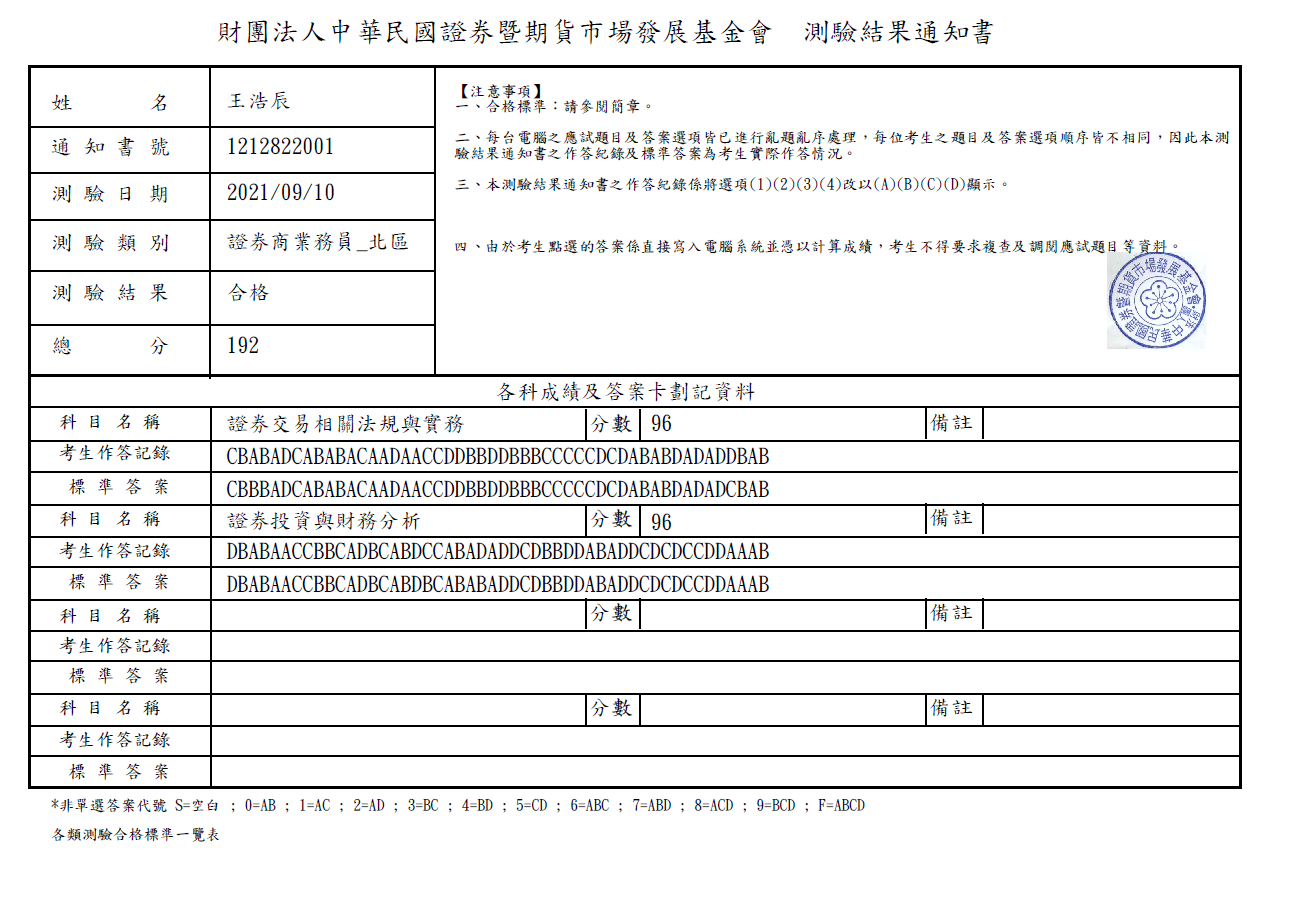 財團法人中華民國證券暨期貨市場發展基金會 測驗結果通知書
姓 名 王浩辰
通 知 書 號 1212822001
測 驗 日 期 2021/09/10
測 驗 類 別 證券商業務員_北區
測 驗 結 果 合格
總 分 192
【注意事項】
一、合格標準：請參閱簡章。
二、每台電腦之應試題目及答案選項皆已進行亂題亂序處理，每位考生之題目及答案選項順序皆不相同，因此本測
驗結果通知書之作答紀錄及標準答案為考生實際作答情況。
三、本測驗結果通知書之作答紀錄係將選項(1)(2)(3)(4)改以(A)(B)(C)(D)顯示。
四、由於考生點選的答案係直接寫入電腦系統並憑以計算成績，考生不得要求複查及調閱應試題目等資料。
財團法人中華民國證券暨期貨市場發展基金會
各科成績及答案卡劃記資料
科 目 名 稱 證券交易相關法規與實務 分數 96 備註
考生作答記錄 CBABADCABABACAADAACCDDBBDDBBBCCCCCDCDABABDADADDBAB
標 準 答 案 CBBBADCABABACAADAACCDDBBDDBBBCCCCCDCDABABDADADCBAB
科 目 名 稱 證券投資與財務分析 分數 96 備註
考生作答記錄 DBABAACCBBCADBCABDCCABADADDCDBBDDABADDCDCDCCDDAAAB
標 準 答 案 DBABAACCBBCADBCABDBCABABADDCDBBDDABADDCDCDCCDDAAAB
科 目 名 稱 分數 備註
考生作答記錄
標 準 答 案
科 目 名 稱 分數 備註
考生作答記錄
標 準 答 案
*非單選答案代號 S=空白 ; 0=AB ; 1=AC ; 2=AD ; 3=BC ; 4=BD ; 5=CD ; 6=ABC ; 7=ABD ; 8=ACD ; 9=BCD ; F=ABCD
各類測驗合格標準一覽表